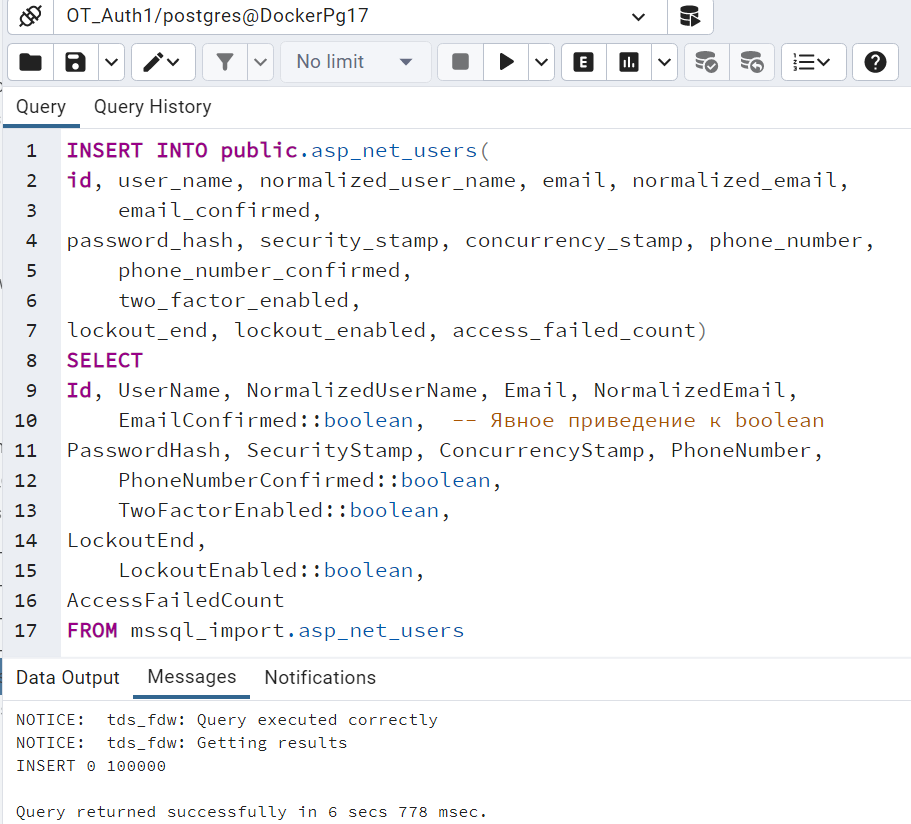 OT_Auth1/postgres@DockerPg17
No limit
E
Query Query History
1 INSERT INTO public.asp_net_users(
2 id, user_name, normalized_user_name, email, normalized_email,
3 email_confirmed,
4 password_hash, security_stamp, concurrency_stamp, phone_number,
5 phone_number_confirmed,
6 two_factor_enabled,
7 lockout_end, lockout_enabled, access_failed_count)
8 SELECT
9 Id, UserName, NormalizedUserName, Email, NormalizedEmail,
10 EmailConfirmed::boolean, -- Явное приведение к boolean
11 PasswordHash, SecurityStamp, ConcurrencyStamp, PhoneNumber,
12 PhoneNumberConfirmed::boolean,
13 TwoFactorEnabled::boolean,
14 LockoutEnd,
15 LockoutEnabled::boolean,
16 AccessFailedCount
17 FROM mssql_import.asp_net_users
Data Output Messages Notifications
NOTICE: tds_fdw: Query executed correctly
NOTICE: tds_fdw: Getting results
INSERT 0 100000
Query returned successfully in 6 secs 778 msec.